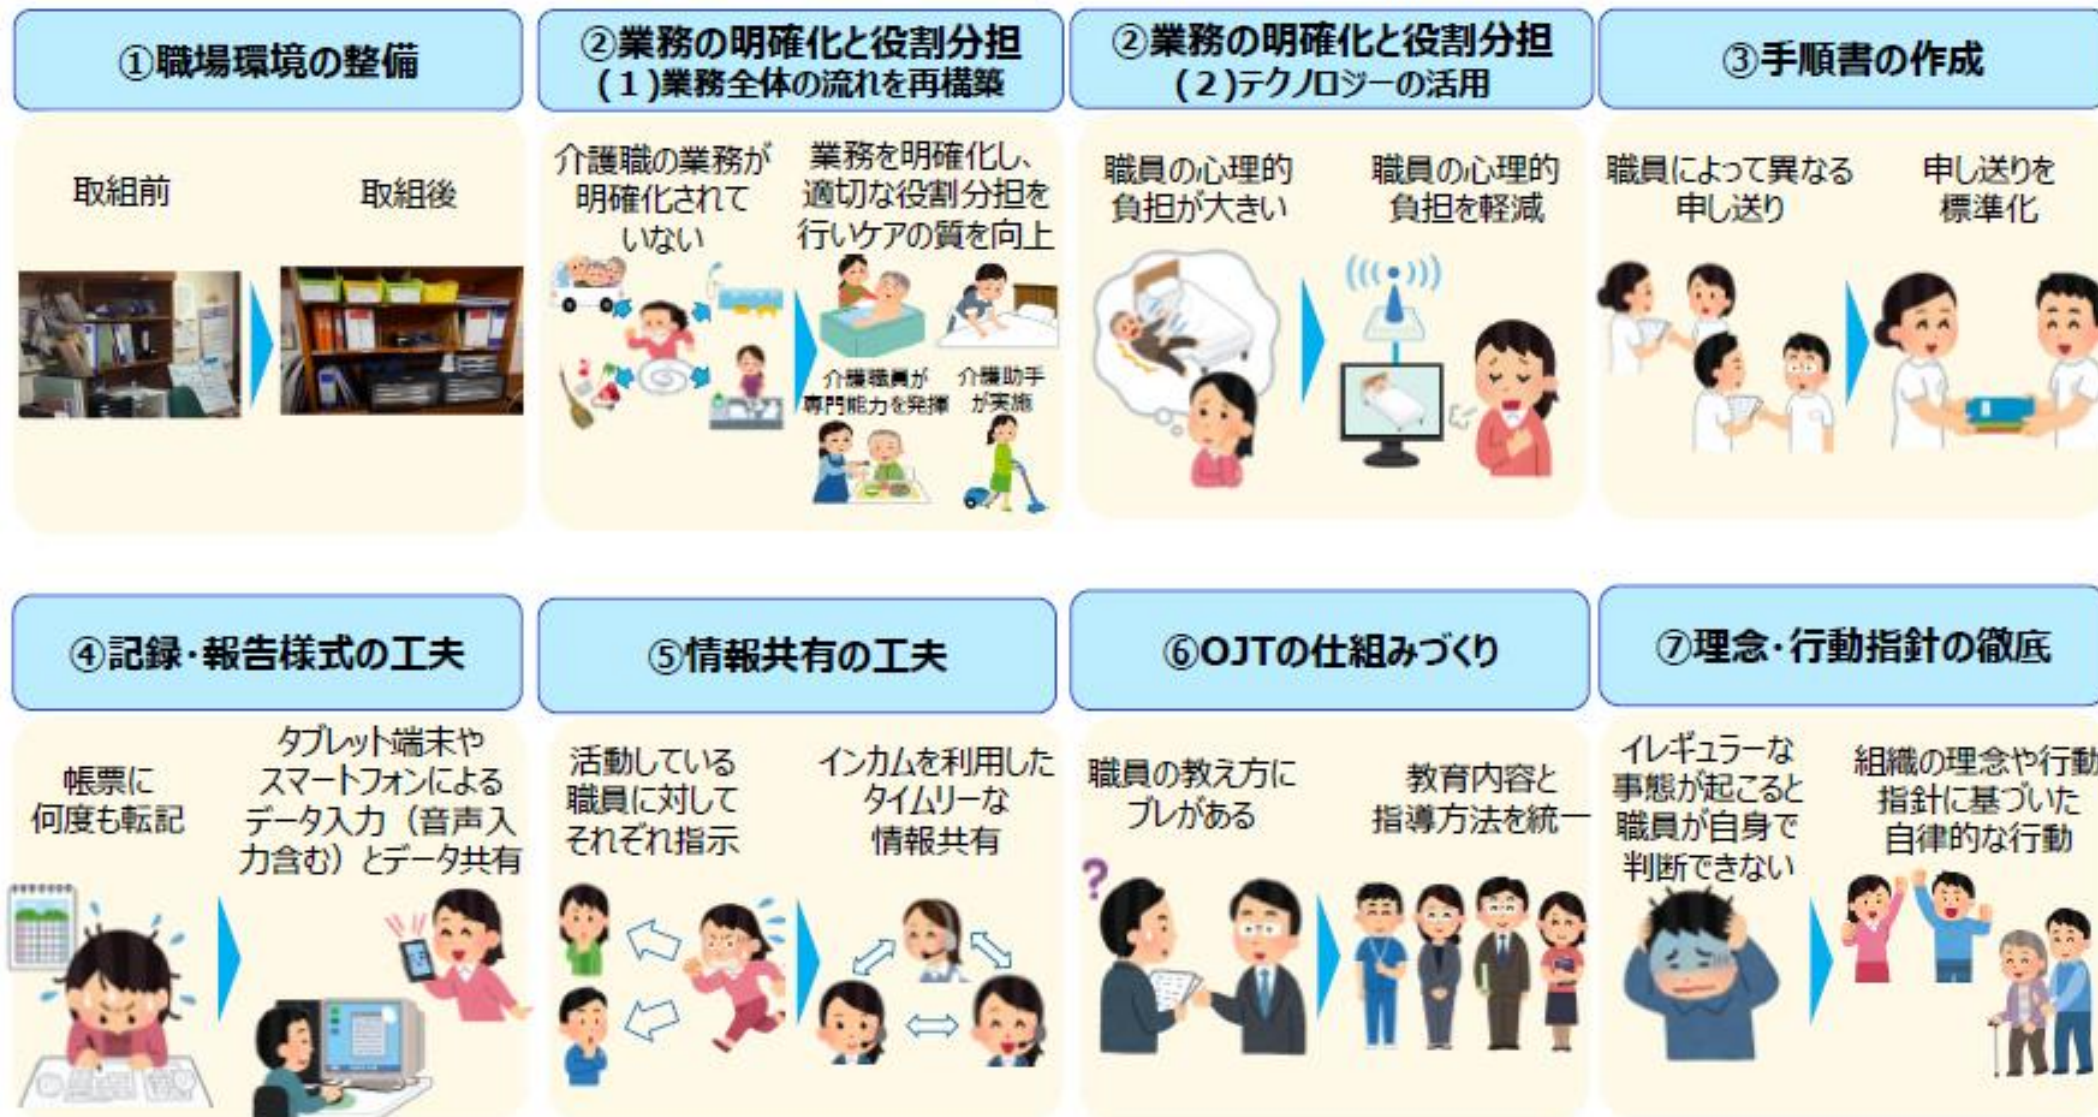 ①職場環境の整備
取組前
取組後
②業務の明確化と役割分担
(1)業務全体の流れを再構築
介護職の業務が
明確化されて
いない
業務を明確化し、
適切な役割分担を
行いケアの質を向上
介護職員が
専門能力を発揮
介護助手
が実施
②業務の明確化と役割分担
(2)テクノロジーの活用
職員の心理的
負担が大きい
職員の心理的
負担を軽減
③手順書の作成
職員によって異なる
申し送り
申し送りを
標準化
④記録・報告様式の工夫
帳票に
何度も転記
タブレット端末や
スマートフォンによる
データ入力（音声入
力含む）とデータ共有
⑤情報共有の工夫
活動している
職員に対して
それぞれ指示
インカムを利用した
タイムリーな
情報共有
⑥OJTの仕組みづくり
職員の教え方に
ブレがある
教育内容と
指導方法を統一
?
⑦理念・行動指針の徹底
イレギュラーな
事態が起こると
職員が自身で
判断できない
組織の理念や行動
指針に基づいた
自律的な行動